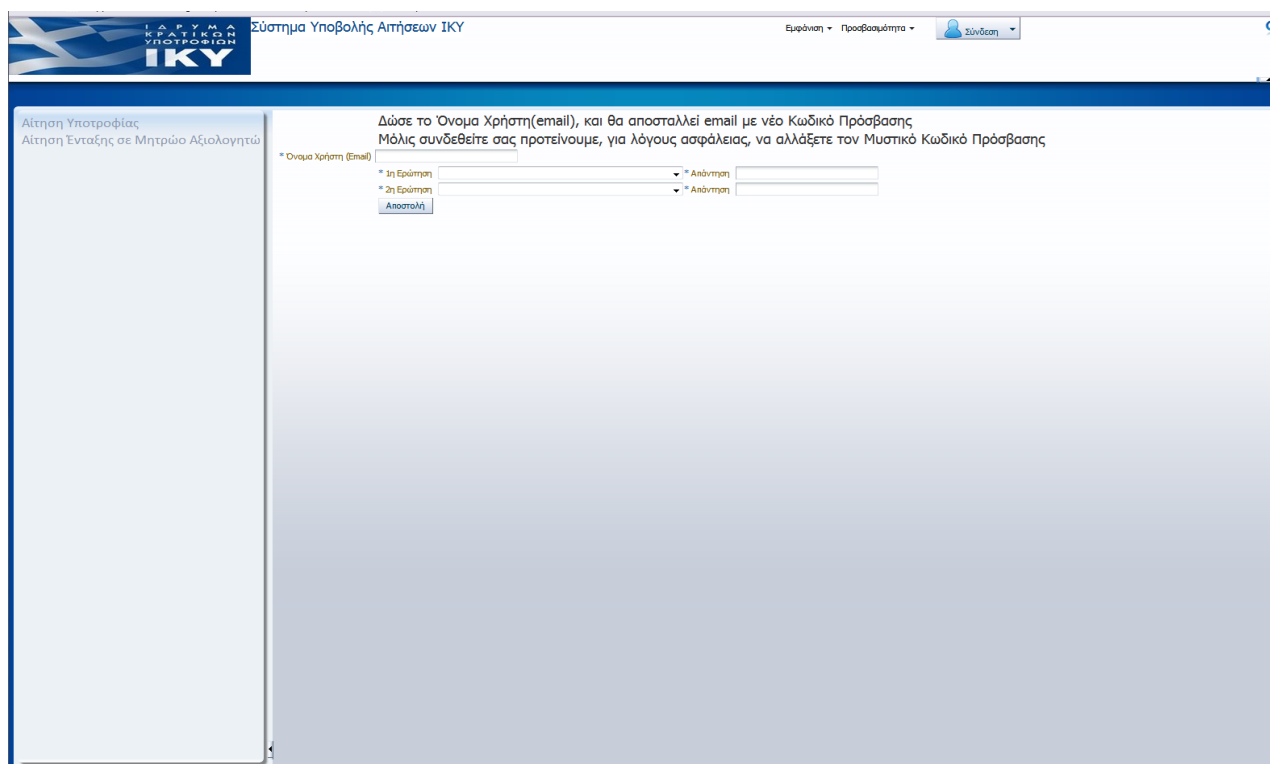 ΙΔΡΥΜΑ
ΚΡΑΤΙΚΩΝ
ΥΠΟΤΡΟΦΙΩΝ
ΙΚΥ
Σύστημα Υποβολής Αιτήσεων ΙΚΥ
Εμφάνιση Προσβασιμότητα Σύνδεση
Αίτηση Υποτροφίας
Αίτηση Ένταξης σε Μητρώο Αξιολογητώ
Δώσε το Όνομα Χρήστη(email), και θα αποσταλλεί email με νέο Κωδικό Πρόσβασης
Μόλις συνδεθείτε σας προτείνουμε, για λόγους ασφάλειας, να αλλάξετε τον Μυστικό Κωδικό Πρόσβασης
* Όνομα Χρήστη (Email)
* 1η Ερώτηση * Απάντηση
* 2η Ερώτηση * Απάντηση
Αποστολή